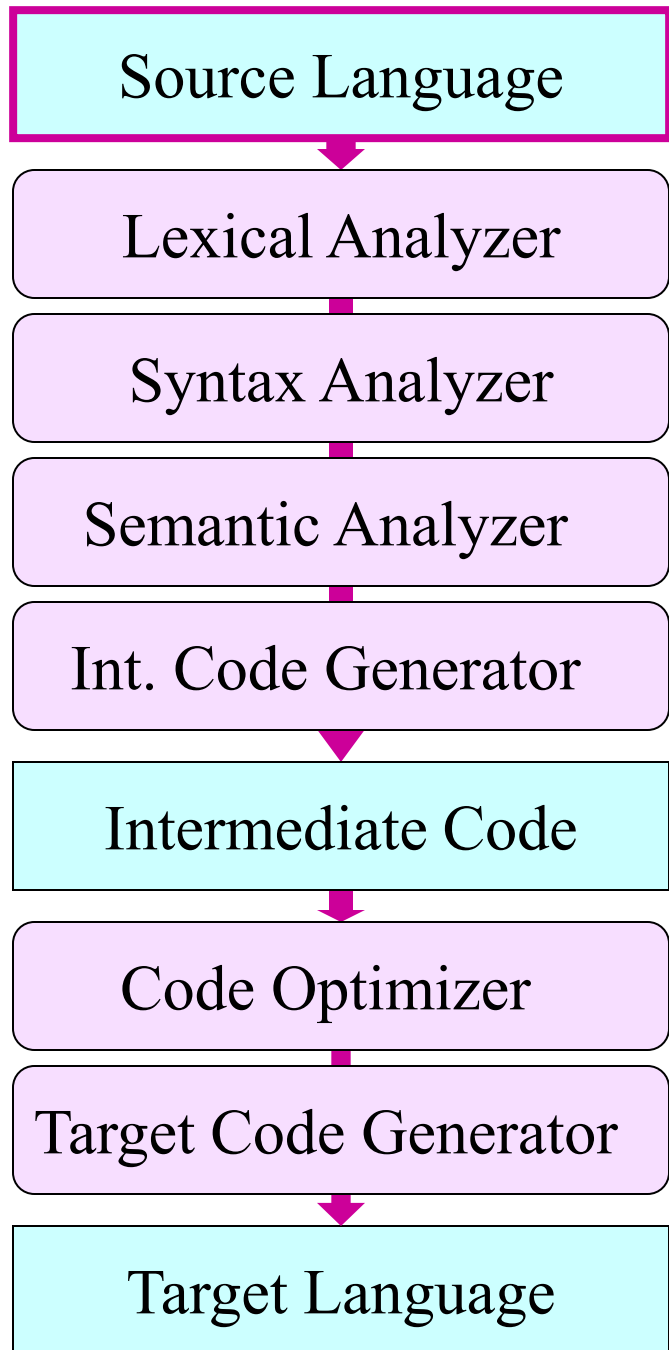 Source Language
Lexical Analyzer
Syntax Analyzer
Semantic Analyzer
Int. Code Generator
Intermediate Code
Code Optimizer
Target Code Generator
Target Language